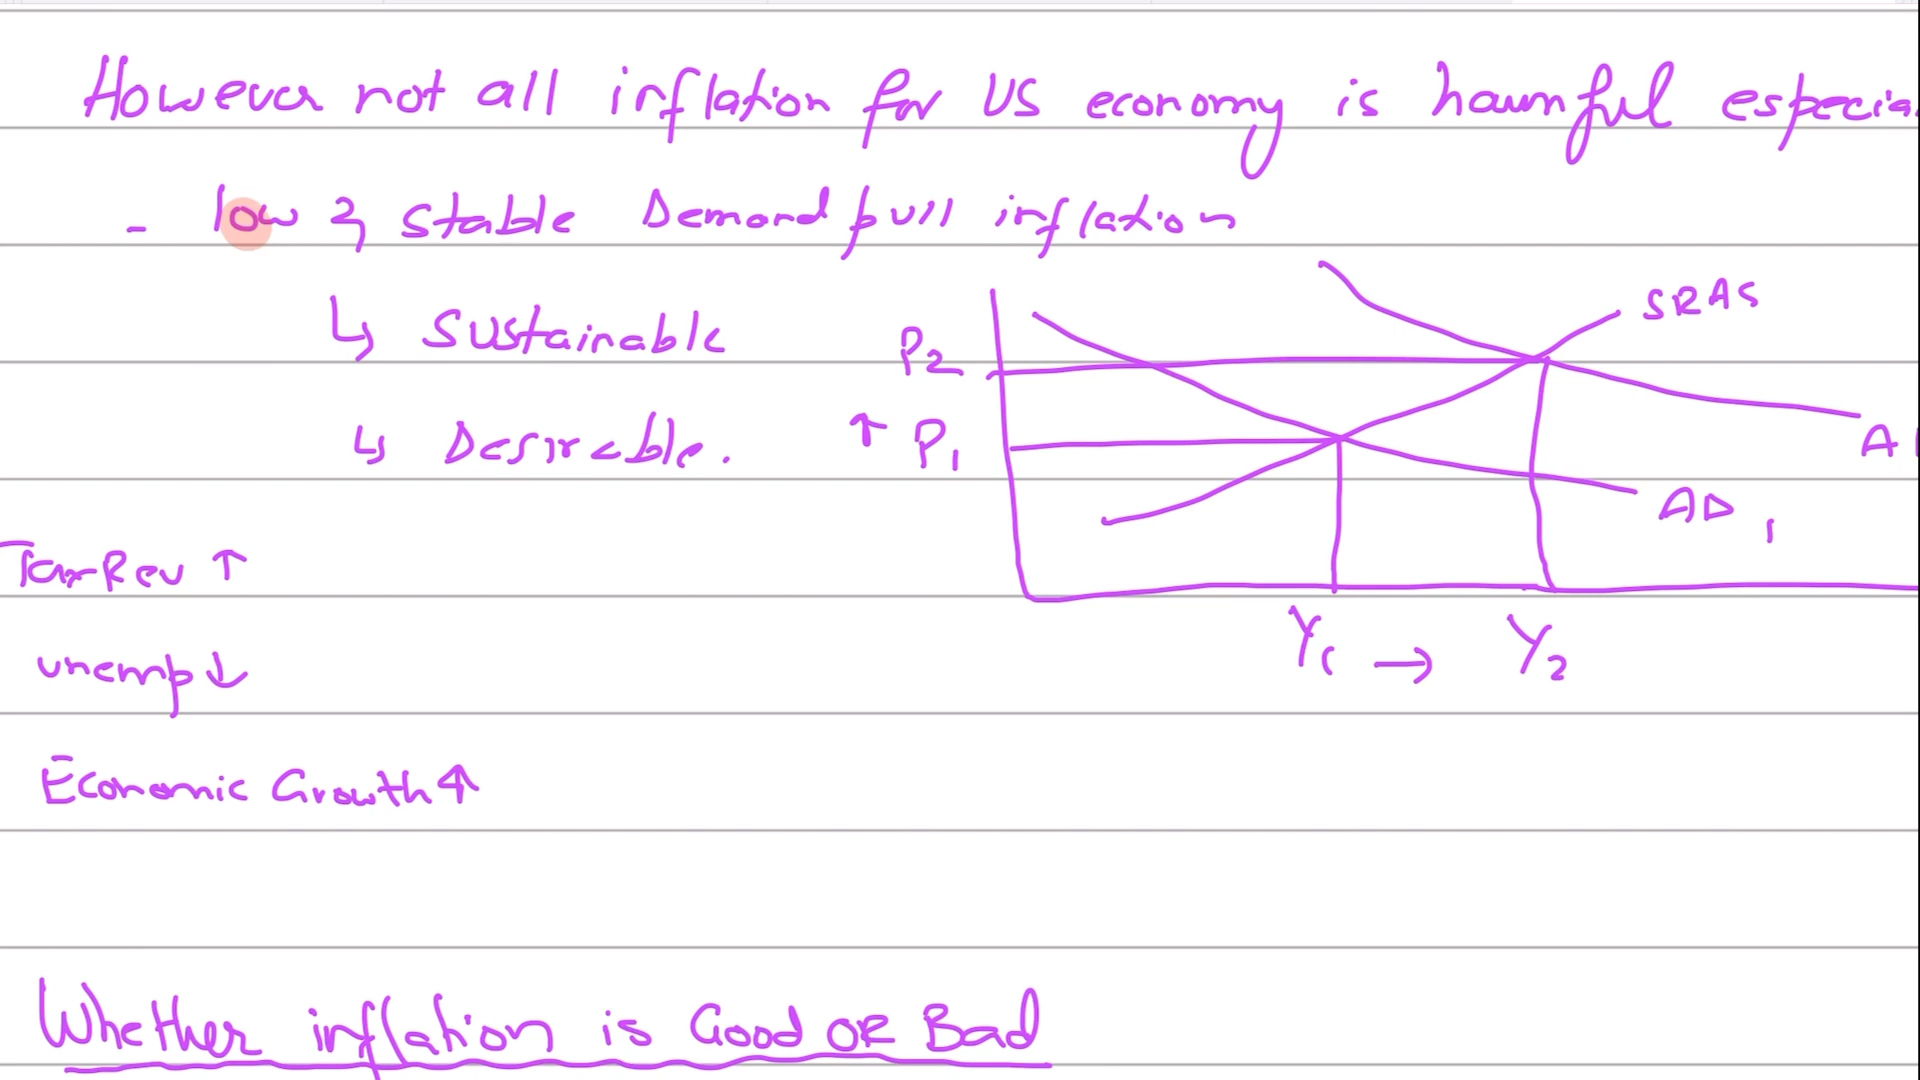 However not all inflation for US economy is harmful especia
- low & stable Demand pull inflation
↳ Sustainable
↳ Desirable.
SRAS
P2
↑ P1
A
AD1
Y1 → Y2
Tax Rev ↑
unemp ↓
Economic Growth ↑
Whether inflation is Good OR Bad